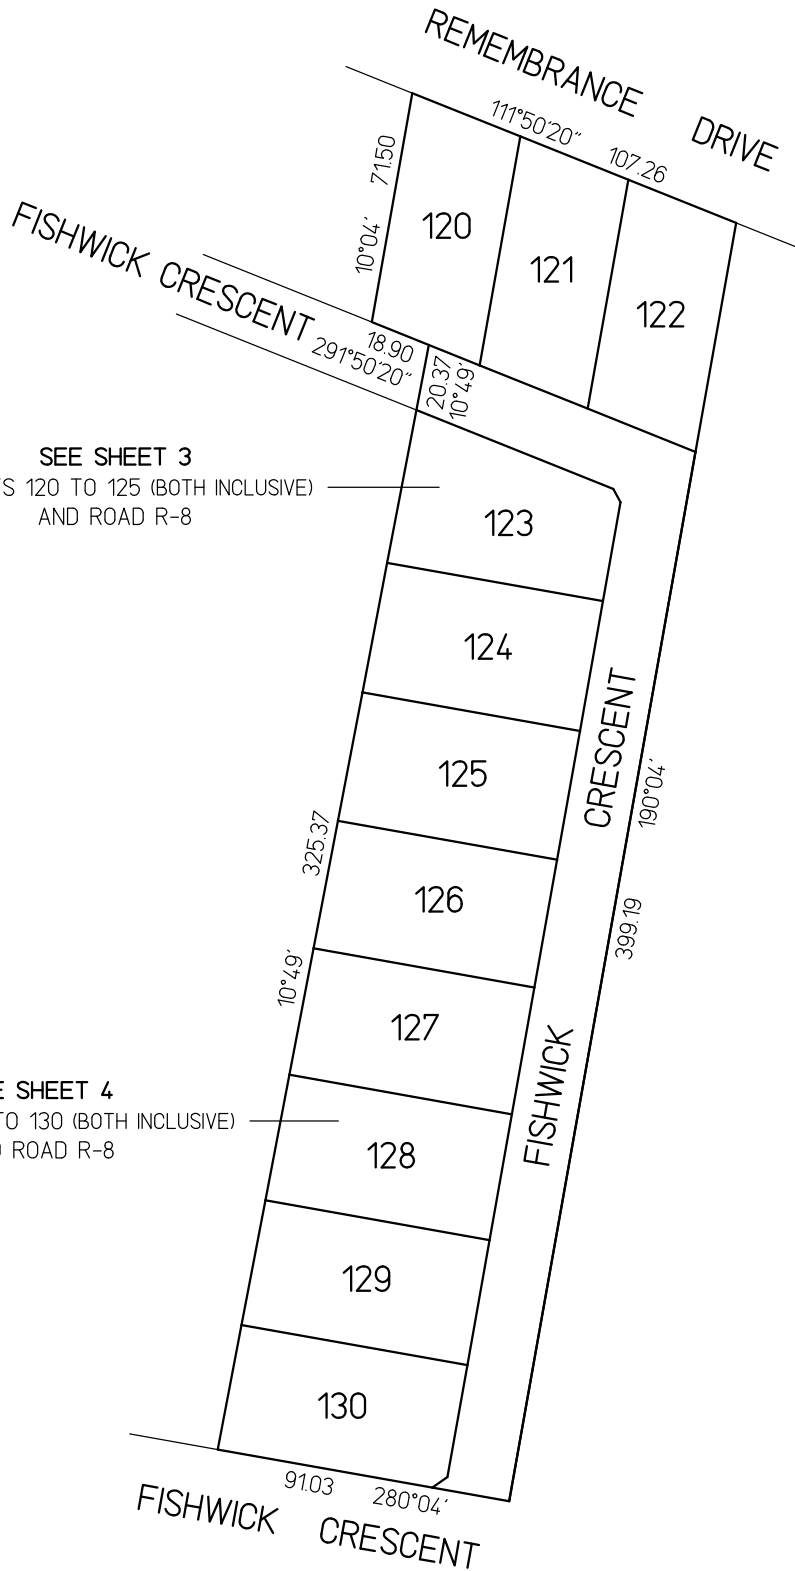 REMEMBRANCE DRIVE
111°50'20"
107.26
71.50
10°04'
120
121
122
FISHWICK CRESCENT
18.90
291°50'20"
20.37
10°49'
SEE SHEET 3
120 TO 125 (BOTH INCLUSIVE)
AND ROAD R-8
123
124
125
CRESCENT
190°04'
325.37
126
399.19
10°49'
127
FISHWICK
SHEET 4
TO 130 (BOTH INCLUSIVE)
ROAD R-8
128
129
130
91.03
280°04'
FISHWICK CRESCENT